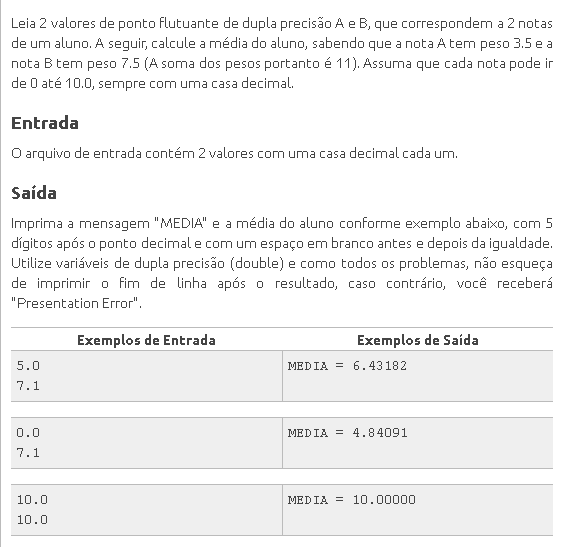 Leia 2 valores de ponto flutuante de dupla precisão A e B, que correspondem a 2 notas
de um aluno. A seguir, calcule a média do aluno, sabendo que a nota A tem peso 3.5 e a
nota B tem peso 7.5 (A soma dos pesos portanto é 11). Assuma que cada nota pode ir
de 0 até 10.0, sempre com uma casa decimal.
Entrada
O arquivo de entrada contém 2 valores com uma casa decimal cada um.
Saída
Imprima a mensagem "MEDIA" e a média do aluno conforme exemplo abaixo, com 5
dígitos após o ponto decimal e com um espaço em branco antes e depois da igualdade.
Utilize variáveis de dupla precisão (double) e como todos os problemas, não esqueça
de imprimir o fim de linha após o resultado, caso contrário, você receberá
"Presentation Error".
Exemplos de Entrada Exemplos de Saída
5.0 MEDIA = 6.43182
7.1
0.0 MEDIA = 4.84091
7.1
10.0 MEDIA = 10.00000
10.0